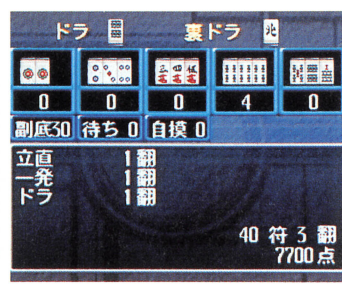 ドラ 裏ドラ 北
0 0 0 4 0
副底30 待ち 0 自摸 0
立直 1翻
一発 1翻
ドラ 1翻
40 符 3 翻
7700点